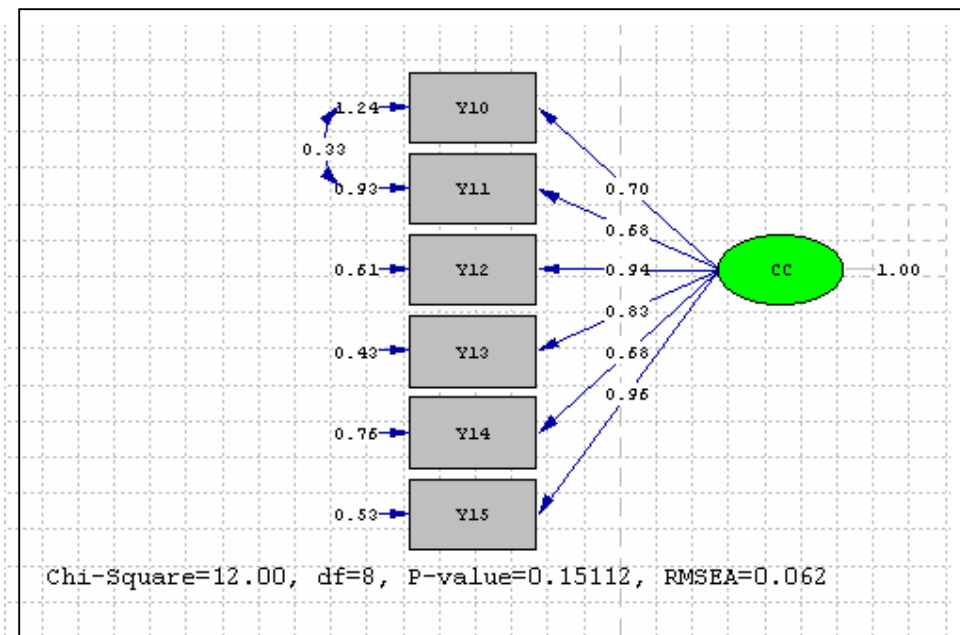 1.24 Y10
0.33
0.93 Y11 0.70
0.68
0.61 Y12 0.94 CC 1.00
0.83
0.43 Y13 0.68
0.95
0.75 Y14
0.53 Y15
Chi-Square=12.00, df=8, P-value=0.15112, RMSEA=0.062